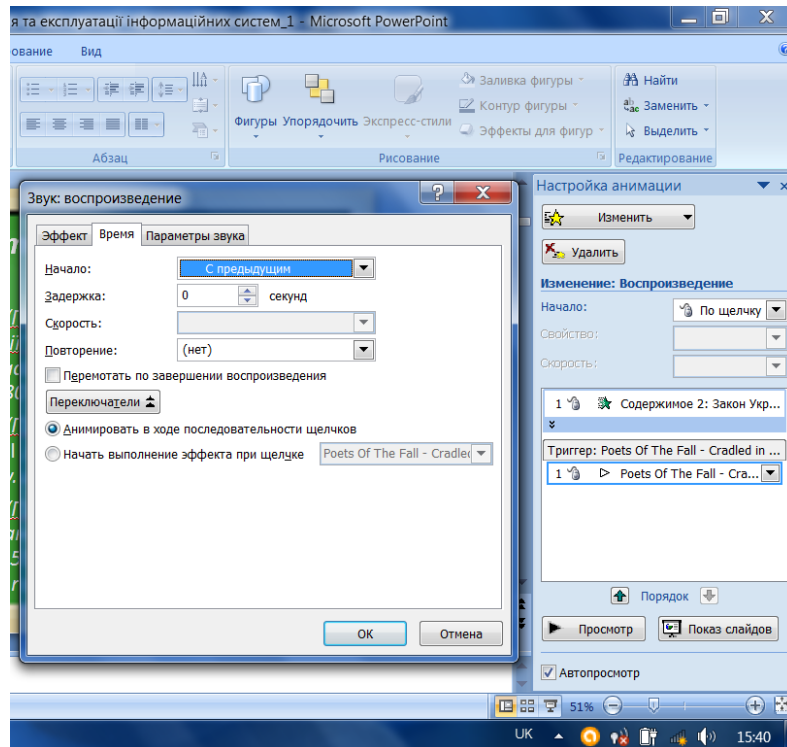 я та експлуатації інформаційних систем_1 - Microsoft PowerPoint
ование Вид
Фигуры Упорядочить Экспресс-стили
Заливка фигуры
Контур фигуры
Эффекты для фигур
Найти
Заменить
Выделить
Абзац Рисование Редактирование
Звук: воспроизведение
Эффект Время Параметры звука
Начало: С предыдущим
Задержка: 0 секунд
Скорость:
Повторение: (нет)
Перемотать по завершении воспроизведения
Переключатели
Анимировать в ходе последовательности щелчков
Начать выполнение эффекта при щелчке Poets Of The Fall - Cradlec
ОК Отмена
Настройка анимации
Изменить
Удалить
Изменение: Воспроизведение
Начало: По щелчку
Свойство:
Скорость:
1 Содержимое 2: Закон Укр...
Триггер: Poets Of The Fall - Cradled in ...
1 Poets Of The Fall - Cra...
Порядок
Просмотр Показ слайдов
Автопросмотр
51%
UK 15:40